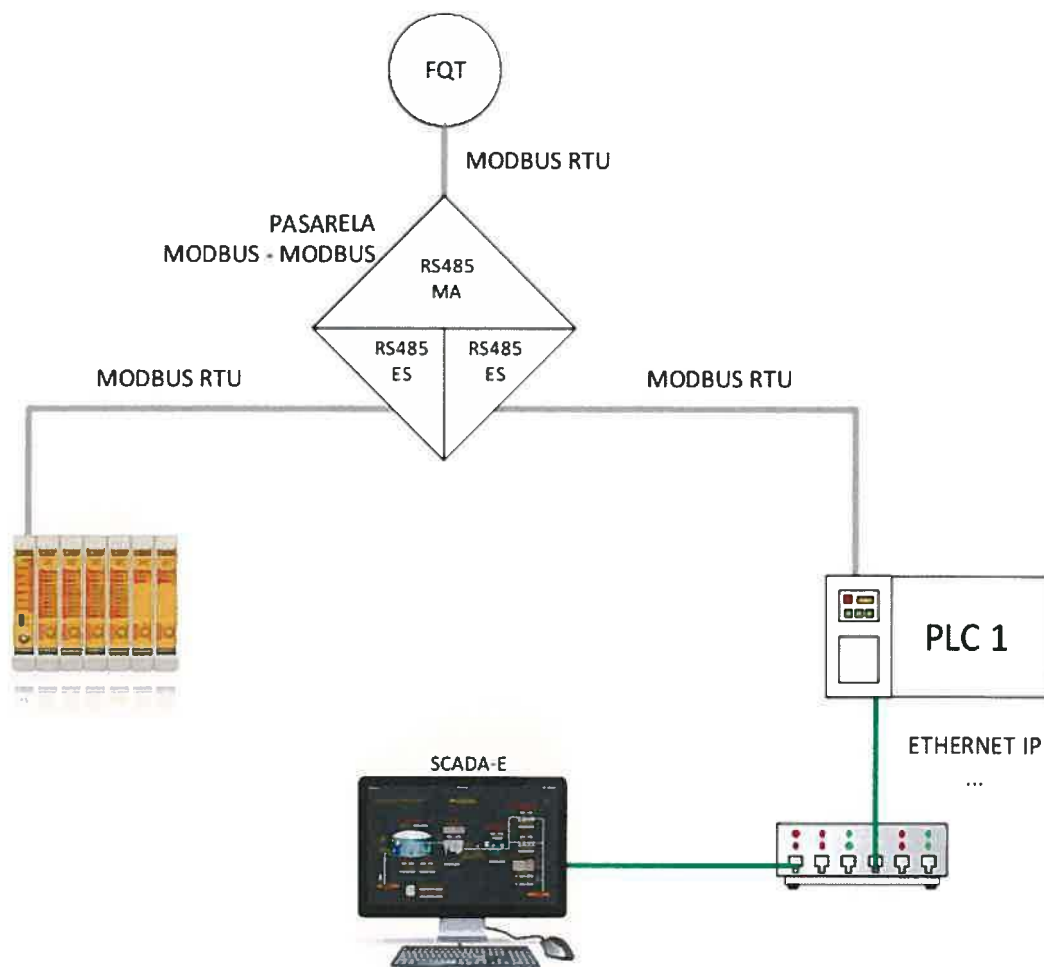 FQT
MODBUS RTU
PASARELA
MODBUS - MODBUS
RS485
MA
RS485
ES
RS485
ES
MODBUS RTU
MODBUS RTU
PLC 1
ETHERNET IP
...
SCADA-E